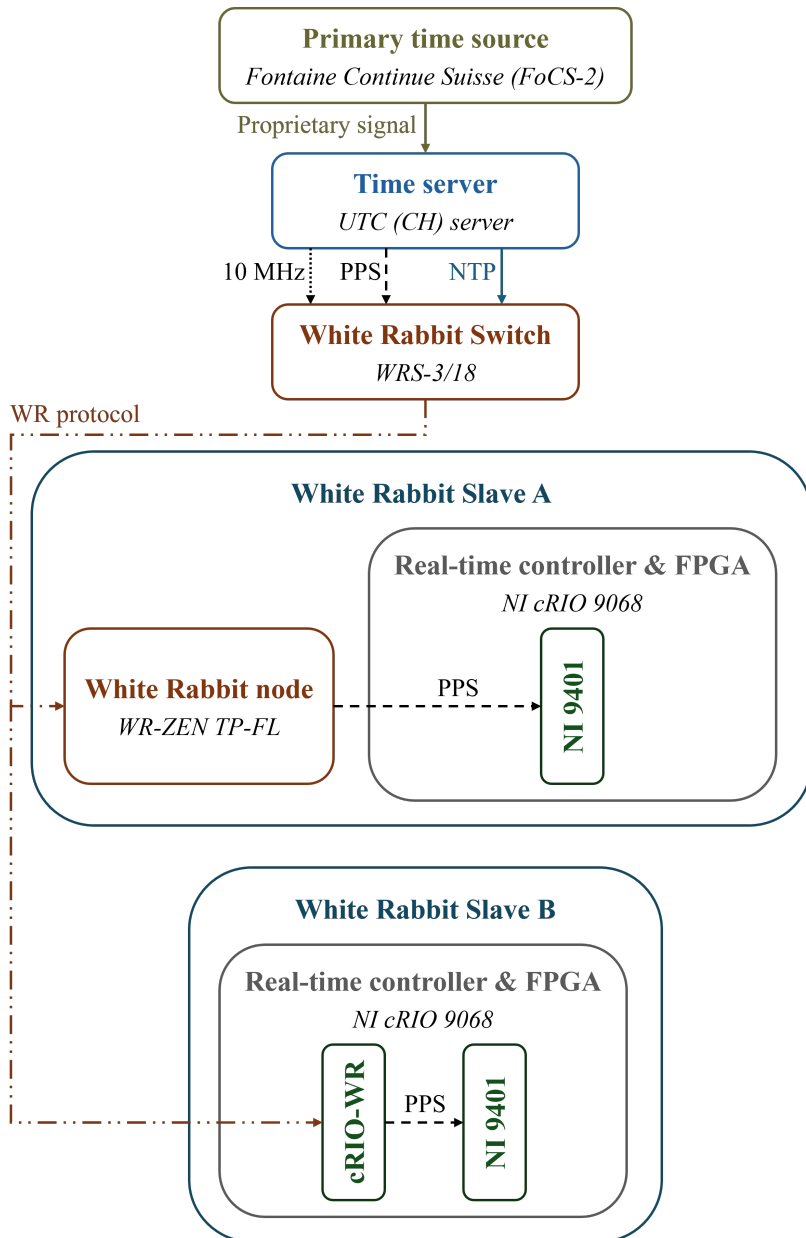 Primary time source
Fontaine Continue Suisse (FoCS-2)
Proprietary signal
Time server
UTC (CH) server
10 MHz
PPS
NTP
White Rabbit Switch
WRS-3/18
WR protocol
White Rabbit Slave A
Real-time controller & FPGA
NI cRIO 9068
White Rabbit node
WR-ZEN TP-FL
PPS
NI 9401
White Rabbit Slave B
Real-time controller & FPGA
NI cRIO 9068
cRIO-WR
PPS
NI 9401